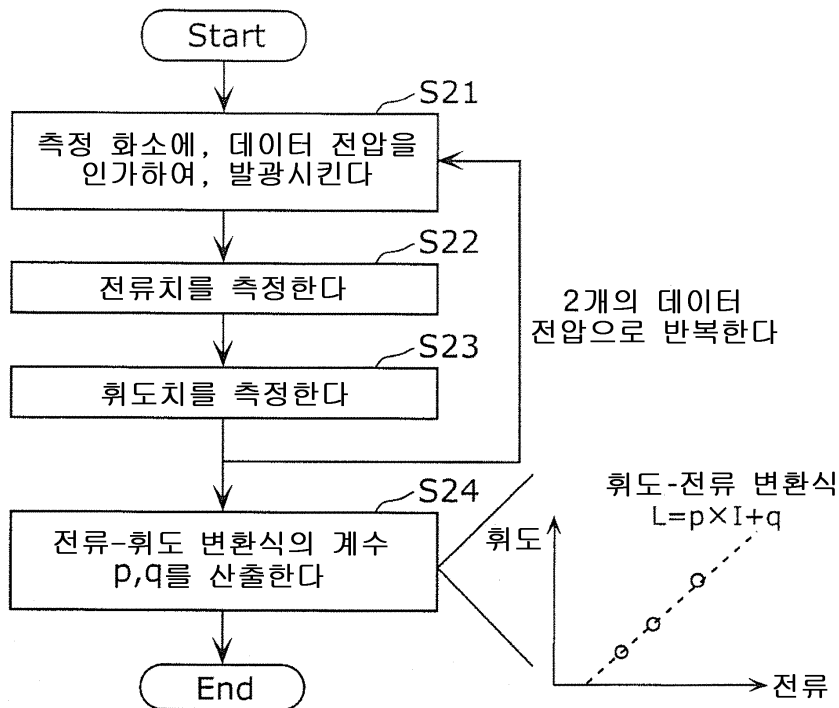 Start
S21
측정 화소에, 데이터 전압을
인가하여, 발광시킨다
S22
전류치를 측정한다
2개의 데이터
전압으로 반복한다
S23
휘도치를 측정한다
S24
전류-휘도 변환식의 계수
p,q를 산출한다
휘도-전류 변환식
L=p×I+q
휘도
전류
End